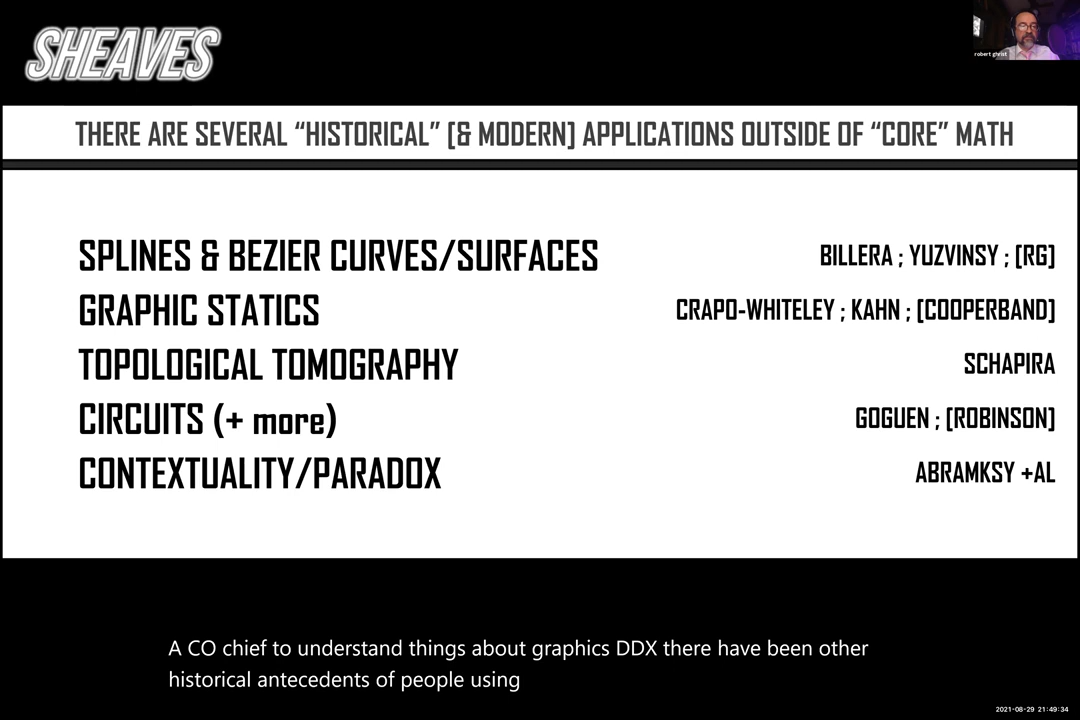 SHEAVES
robert ghrist
THERE ARE SEVERAL “HISTORICAL” [& MODERN] APPLICATIONS OUTSIDE OF “CORE” MATH
SPLINES & BEZIER CURVES/SURFACES BILLERA ; YUZVINSY ; [RG]
GRAPHIC STATICS CRAPO-WHITELEY ; KAHN ; [COOPERBAND]
TOPOLOGICAL TOMOGRAPHY SCHAPIRA
CIRCUITS (+ more) GOGUEN ; [ROBINSON]
CONTEXTUALITY/PARADOX ABRAMKSY +AL
A CO chief to understand things about graphics DDX there have been other
historical antecedents of people using
2021-08-29 21:49:34